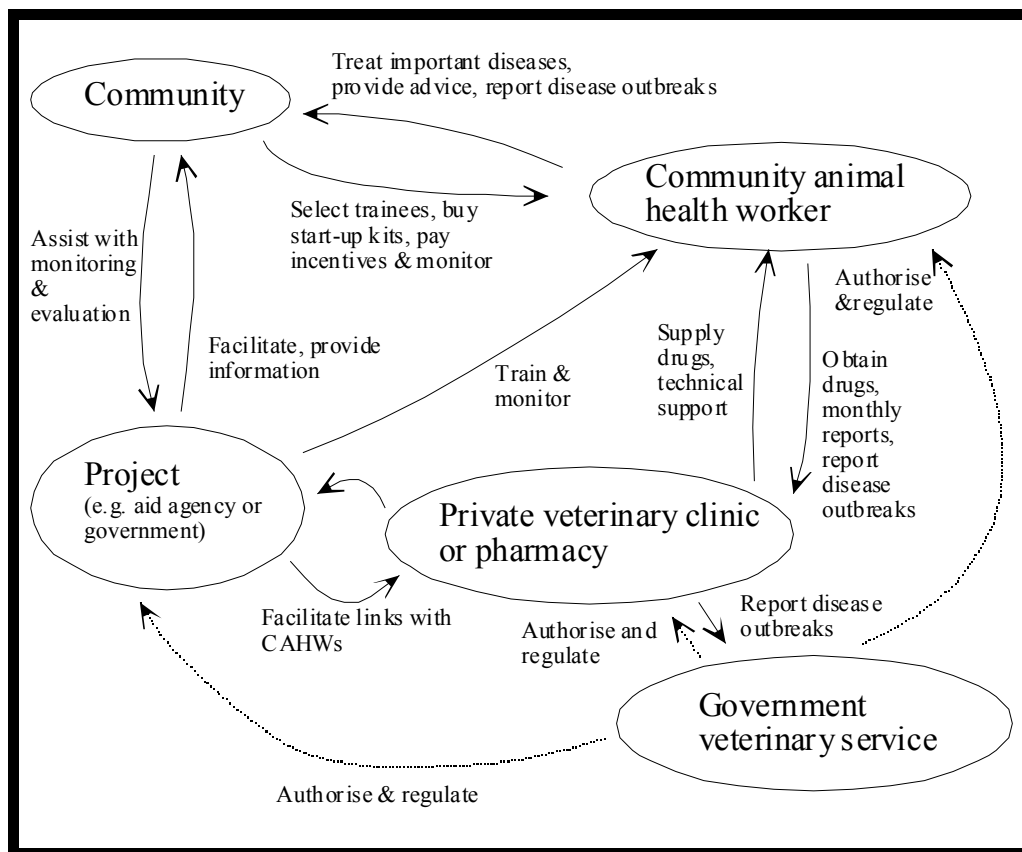 Treat important diseases,
provide advice, report disease outbreaks
Community
Community animal
health worker
Select trainees, buy
start-up kits, pay
incentives & monitor
Assist with
monitoring
&
evaluation
Authorise
&regulate
Facilitate, provide
information
Supply
drugs,
technical
support
Train &
monitor
Obtain
drugs,
monthly
reports,
report
disease
outbreaks
Project
(e.g. aid agency or
government)
Private veterinary clinic
or pharmacy
Facilitate links with
CAHWs
Authorise and
regulate
Report disease
outbreaks
Government
veterinary service
Authorise & regulate